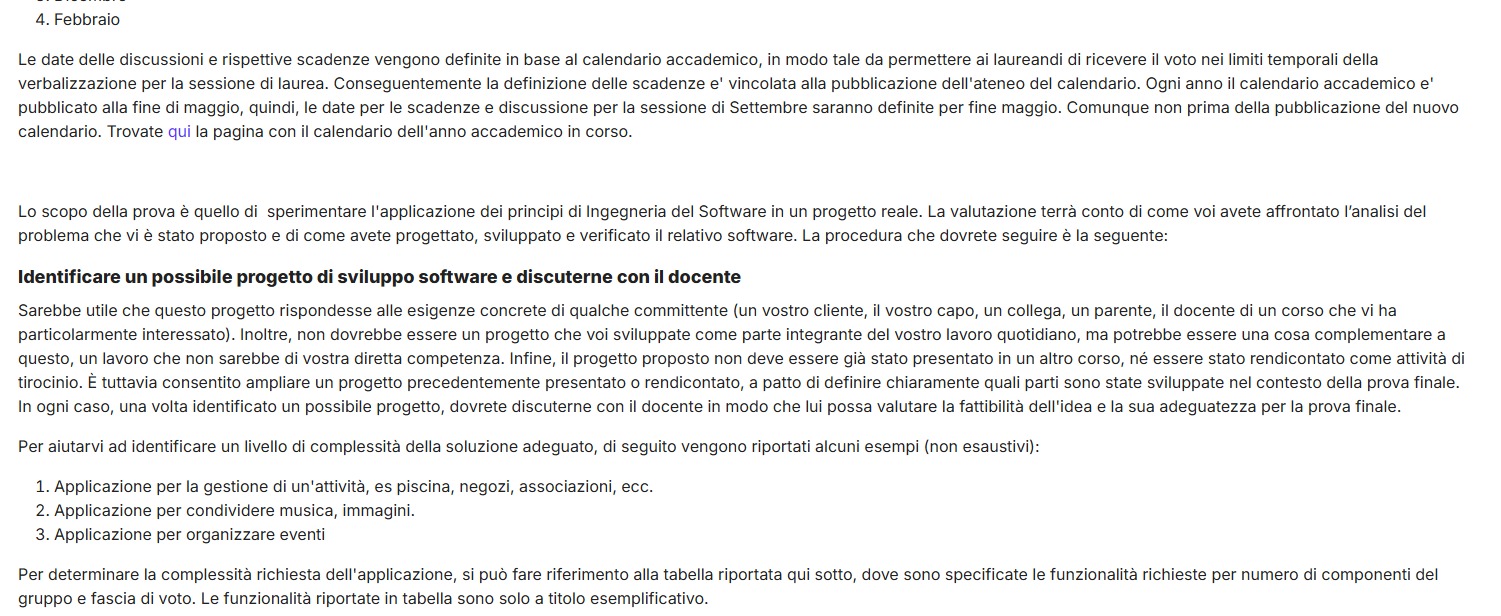 4. Febbraio
Le date delle discussioni e rispettive scadenze vengono definite in base al calendario accademico, in modo tale da permettere ai laureandi di ricevere il voto nei limiti temporali della
verbalizzazione per la sessione di laurea. Conseguentemente la definizione delle scadenze e' vincolata alla pubblicazione dell'ateneo del calendario. Ogni anno il calendario accademico e'
pubblicato alla fine di maggio, quindi, le date per le scadenze e discussione per la sessione di Settembre saranno definite per fine maggio. Comunque non prima della pubblicazione del nuovo
calendario. Trovate qui la pagina con il calendario dell'anno accademico in corso.
Lo scopo della prova è quello di  sperimentare l'applicazione dei principi di Ingegneria del Software in un progetto reale. La valutazione terrà conto di come voi avete affrontato l’analisi del
problema che vi è stato proposto e di come avete progettato, sviluppato e verificato il relativo software. La procedura che dovrete seguire è la seguente:
Identificare un possibile progetto di sviluppo software e discuterne con il docente
Sarebbe utile che questo progetto rispondesse alle esigenze concrete di qualche committente (un vostro cliente, il vostro capo, un collega, un parente, il docente di un corso che vi ha
particolarmente interessato). Inoltre, non dovrebbe essere un progetto che voi sviluppate come parte integrante del vostro lavoro quotidiano, ma potrebbe essere una cosa complementare a
questo, un lavoro che non sarebbe di vostra diretta competenza. Infine, il progetto proposto non deve essere già stato presentato in un altro corso, né essere stato rendicontato come attività di
tirocinio. È tuttavia consentito ampliare un progetto precedentemente presentato o rendicontato, a patto di definire chiaramente quali parti sono state sviluppate nel contesto della prova finale.
In ogni caso, una volta identificato un possibile progetto, dovrete discuterne con il docente in modo che lui possa valutare la fattibilità dell'idea e la sua adeguatezza per la prova finale.
Per aiutarvi ad identificare un livello di complessità della soluzione adeguato, di seguito vengono riportati alcuni esempi (non esaustivi):
1. Applicazione per la gestione di un'attività, es piscina, negozi, associazioni, ecc.
2. Applicazione per condividere musica, immagini.
3. Applicazione per organizzare eventi
Per determinare la complessità richiesta dell'applicazione, si può fare riferimento alla tabella riportata qui sotto, dove sono specificate le funzionalità richieste per numero di componenti del
gruppo e fascia di voto. Le funzionalità riportate in tabella sono solo a titolo esemplificativo.